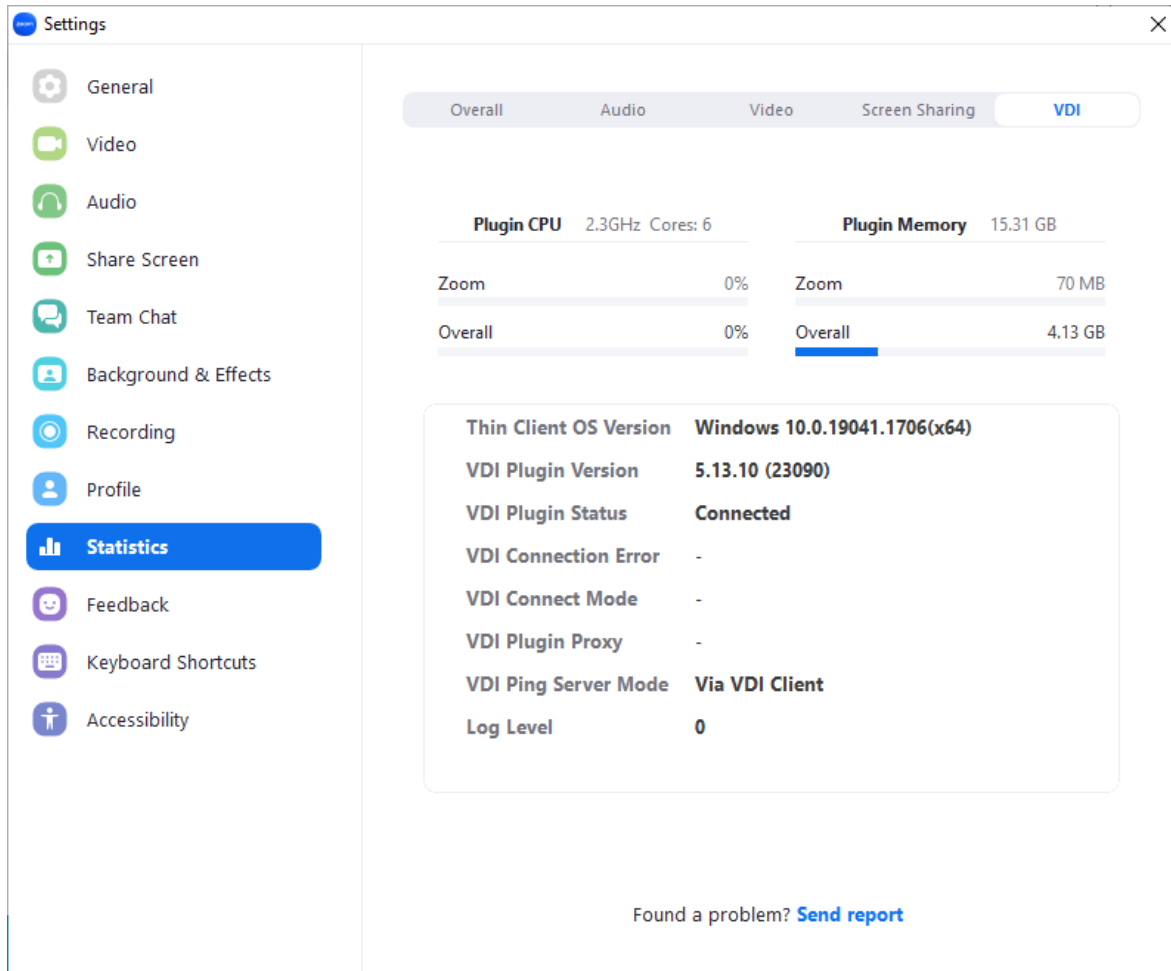 Settings
General
Video
Audio
Share Screen
Team Chat
Background & Effects
Recording
Profile
Statistics
Feedback
Keyboard Shortcuts
Accessibility
Overall Audio Video Screen Sharing VDI
Plugin CPU 2.3GHz Cores: 6
Zoom 0%
Overall 0%
Plugin Memory 15.31 GB
Zoom 70 MB
Overall 4.13 GB
Thin Client OS Version Windows 10.0.19041.1706(x64)
VDI Plugin Version 5.13.10 (23090)
VDI Plugin Status Connected
VDI Connection Error -
VDI Connect Mode -
VDI Plugin Proxy -
VDI Ping Server Mode Via VDI Client
Log Level 0
Found a problem? Send report